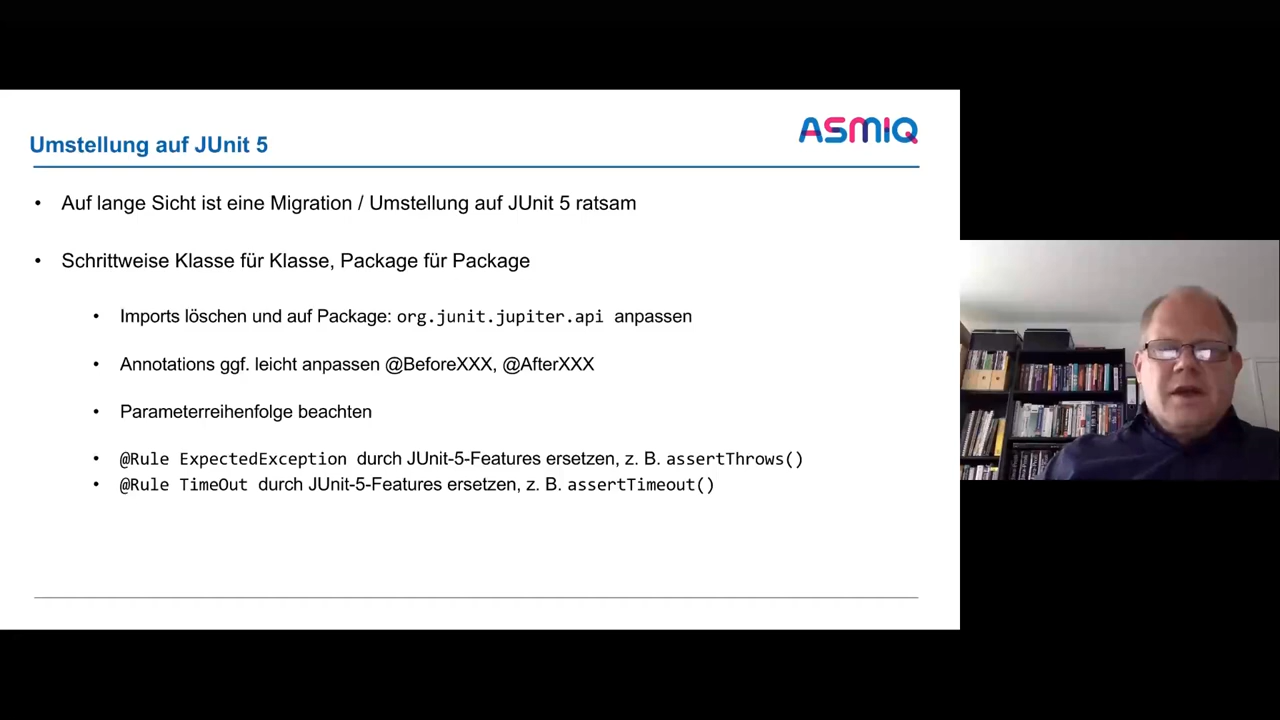 ASMIQ
Umstellung auf JUnit 5
• Auf lange Sicht ist eine Migration / Umstellung auf JUnit 5 ratsam
• Schrittweise Klasse für Klasse, Package für Package
• Imports löschen und auf Package: org.junit.jupiter.api anpassen
• Annotations ggf. leicht anpassen @BeforeXXX, @AfterXXX
• Parameterreihenfolge beachten
• @Rule ExpectedException durch JUnit-5-Features ersetzen, z. B. assertThrows()
• @Rule TimeOut durch JUnit-5-Features ersetzen, z. B. assertTimeout()